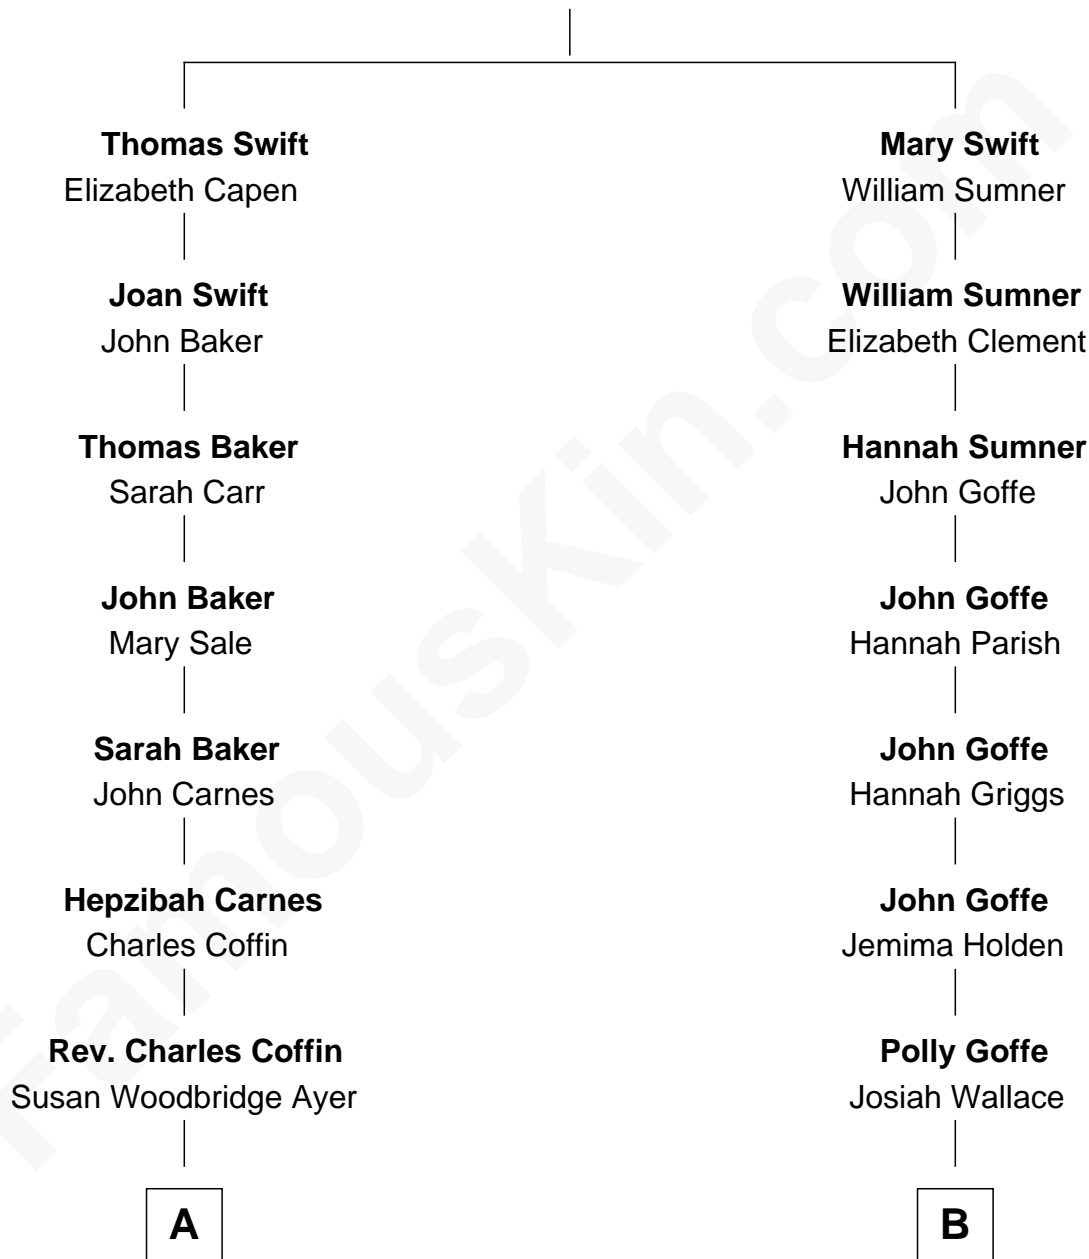 Thomas Swift
Elizabeth Capen
Joan Swift
John Baker
Thomas Baker
Sarah Carr
John Baker
Mary Sale
Sarah Baker
John Carnes
Hepzibah Carnes
Charles Coffin
Rev. Charles Coffin
Susan Woodbridge Ayer
A
Mary Swift
William Sumner
William Sumner
Elizabeth Clement
Hannah Sumner
John Goffe
John Goffe
Hannah Parish
John Goffe
Hannah Griggs
John Goffe
Jemima Holden
Polly Goffe
Josiah Wallace
B
FamousKin.com